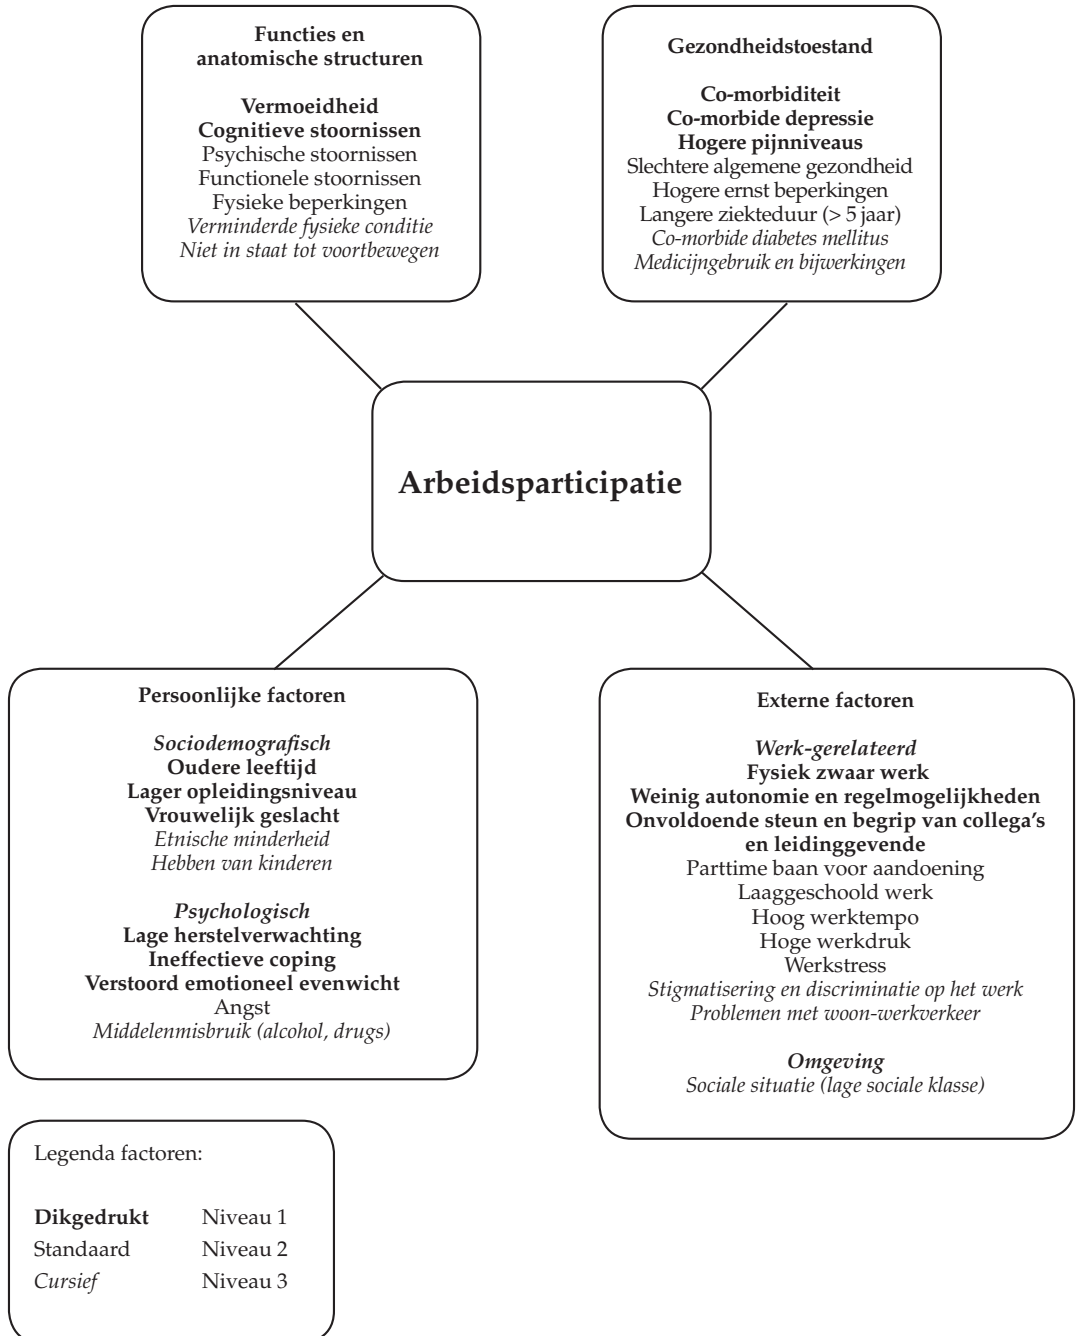 Functies en
anatomische structuren
Vermoeidheid
Cognitieve stoornissen
Psychische stoornissen
Functionele stoornissen
Fysieke beperkingen
Verminderde fysieke conditie
Niet in staat tot voortbewegen
Gezondheidstoestand
Co-morbiditeit
Co-morbide depressie
Hogere pijnniveaus
Slechtere algemene gezondheid
Hogere ernst beperkingen
Langere ziekteduur (> 5 jaar)
Co-morbide diabetes mellitus
Medicijngebruik en bijwerkingen
Arbeidsparticipatie
Persoonlijke factoren
Sociodemografisch
Oudere leeftijd
Lager opleidingsniveau
Vrouwelijk geslacht
Etnische minderheid
Hebben van kinderen
Psychologisch
Lage herstelverwachting
Ineffectieve coping
Verstoord emotioneel evenwicht
Angst
Middelenmisbruik (alcohol, drugs)
Externe factoren
Werk-gerelateerd
Fysiek zwaar werk
Weinig autonomie en regelmogelijkheden
Onvoldoende steun en begrip van collega's
en leidinggevende
Parttime baan voor aandoening
Laaggeschoold werk
Hoog werktempo
Hoge werkdruk
Werkstress
Stigmatisering en discriminatie op het werk
Problemen met woon-werkverkeer
Omgeving
Sociale situatie (lage sociale klasse)
Legenda factoren:
Dikgedrukt Niveau 1
Standaard Niveau 2
Cursief Niveau 3